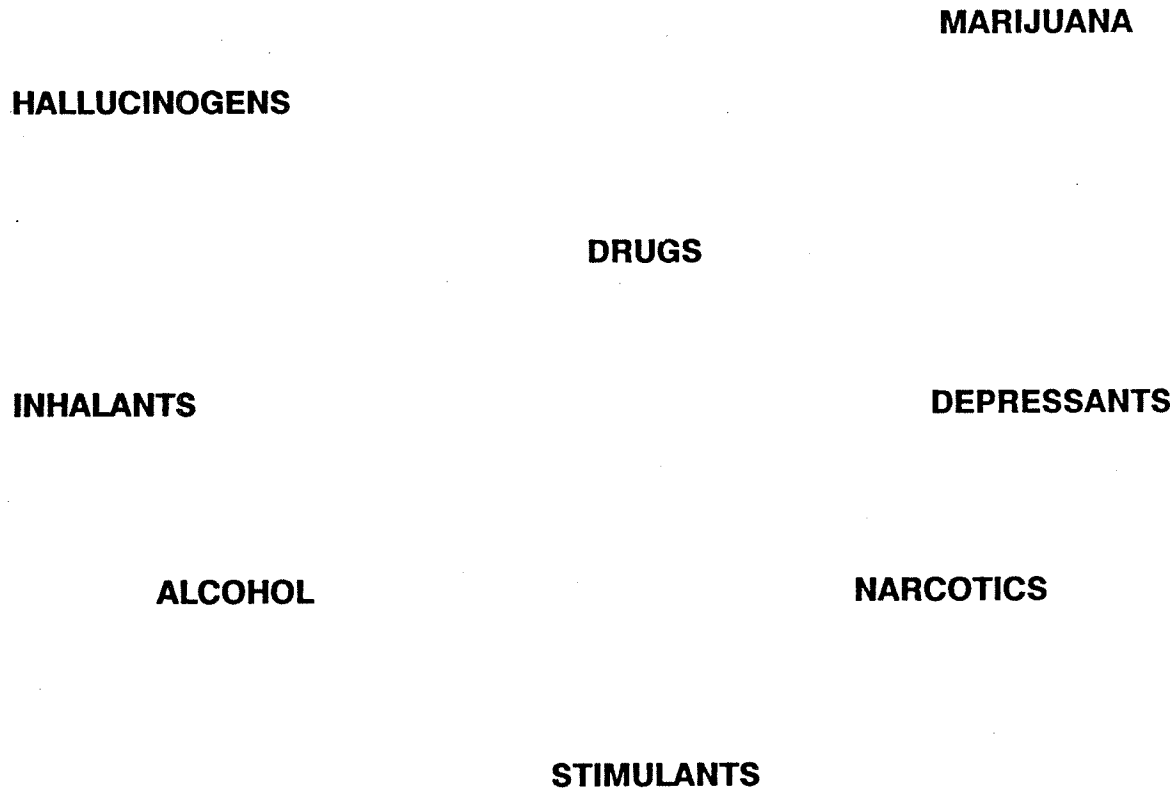 MARIJUANA
HALLUCINOGENS
DRUGS
INHALANTS
DEPRESSANTS
ALCOHOL
NARCOTICS
STIMULANTS